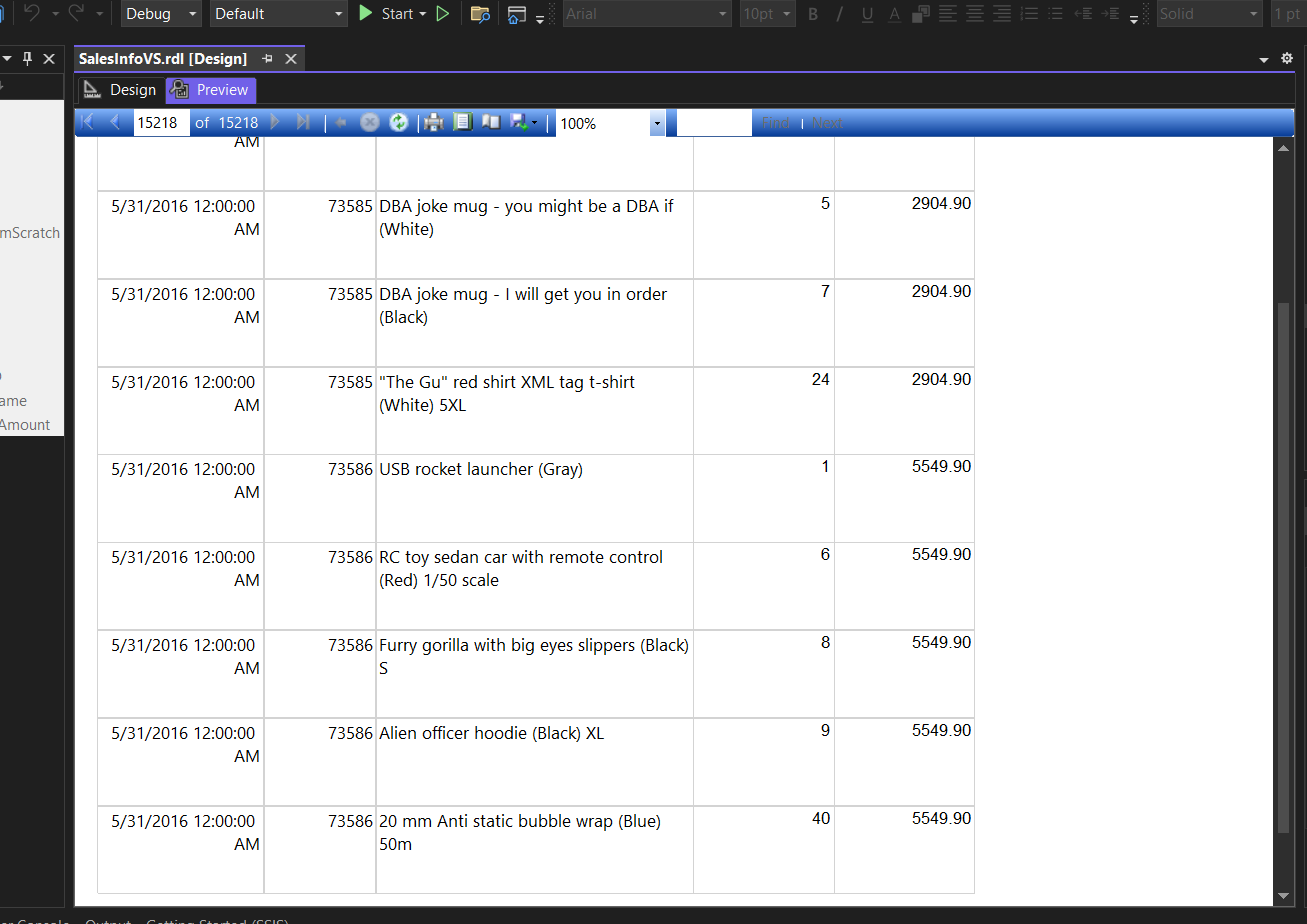 Debug Default Start Arial 10pt B I U A Solid 1 pt
SalesInfoVS.rdl [Design]
Design Preview
15218 of 15218 100% Find | Next
AM
5/31/2016 12:00:00 AM 73585 DBA joke mug - you might be a DBA if (White) 5 2904.90
5/31/2016 12:00:00 AM 73585 DBA joke mug - I will get you in order (Black) 7 2904.90
5/31/2016 12:00:00 AM 73585 "The Gu" red shirt XML tag t-shirt (White) 5XL 24 2904.90
5/31/2016 12:00:00 AM 73586 USB rocket launcher (Gray) 1 5549.90
5/31/2016 12:00:00 AM 73586 RC toy sedan car with remote control (Red) 1/50 scale 6 5549.90
5/31/2016 12:00:00 AM 73586 Furry gorilla with big eyes slippers (Black) S 8 5549.90
5/31/2016 12:00:00 AM 73586 Alien officer hoodie (Black) XL 9 5549.90
5/31/2016 12:00:00 AM 73586 20 mm Anti static bubble wrap (Blue) 50m 40 5549.90
mScratch
ame
Amount
er Console Output Getting Started (SSIS)